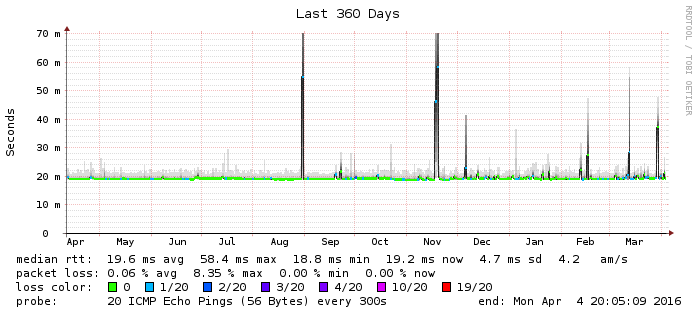 Last 360 Days
RRDTOOL / TOBI OETIKER
Seconds
70 m
60 m
50 m
40 m
30 m
20 m
10 m
0
Apr May Jun Jul Aug Sep Oct Nov Dec Jan Feb Mar
median rtt: 19.6 ms avg 58.4 ms max 18.8 ms min 19.2 ms now 4.7 ms sd 4.2 am/s
packet loss: 0.06 % avg 8.35 % max 0.00 % min 0.00 % now
loss color: 0 1/20 2/20 3/20 4/20 10/20 19/20
probe: 20 ICMP Echo Pings (56 Bytes) every 300s end: Mon Apr 4 20:05:09 2016